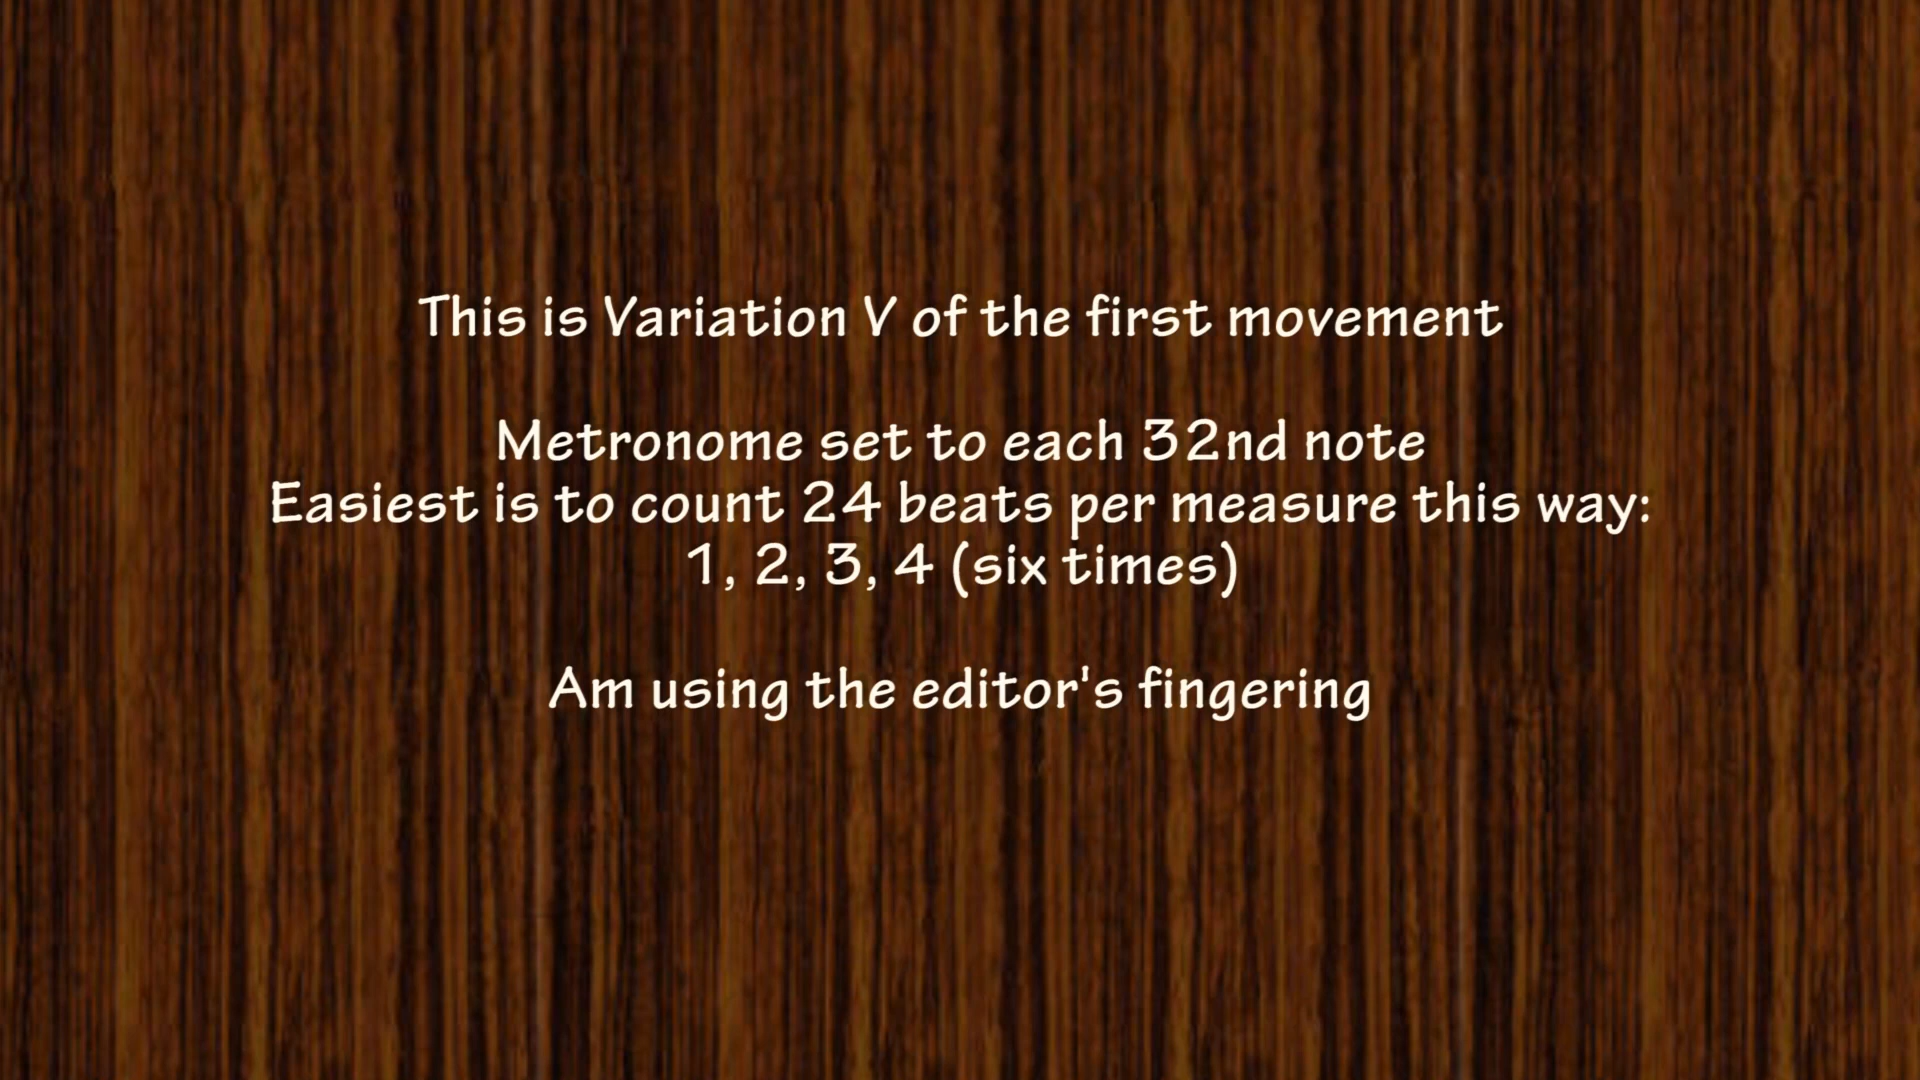 This is Variation V of the first movement
Metronome set to each 32nd note
Easiest is to count 24 beats per measure this way:
1, 2, 3, 4 (six times)
Am using the editor's fingering